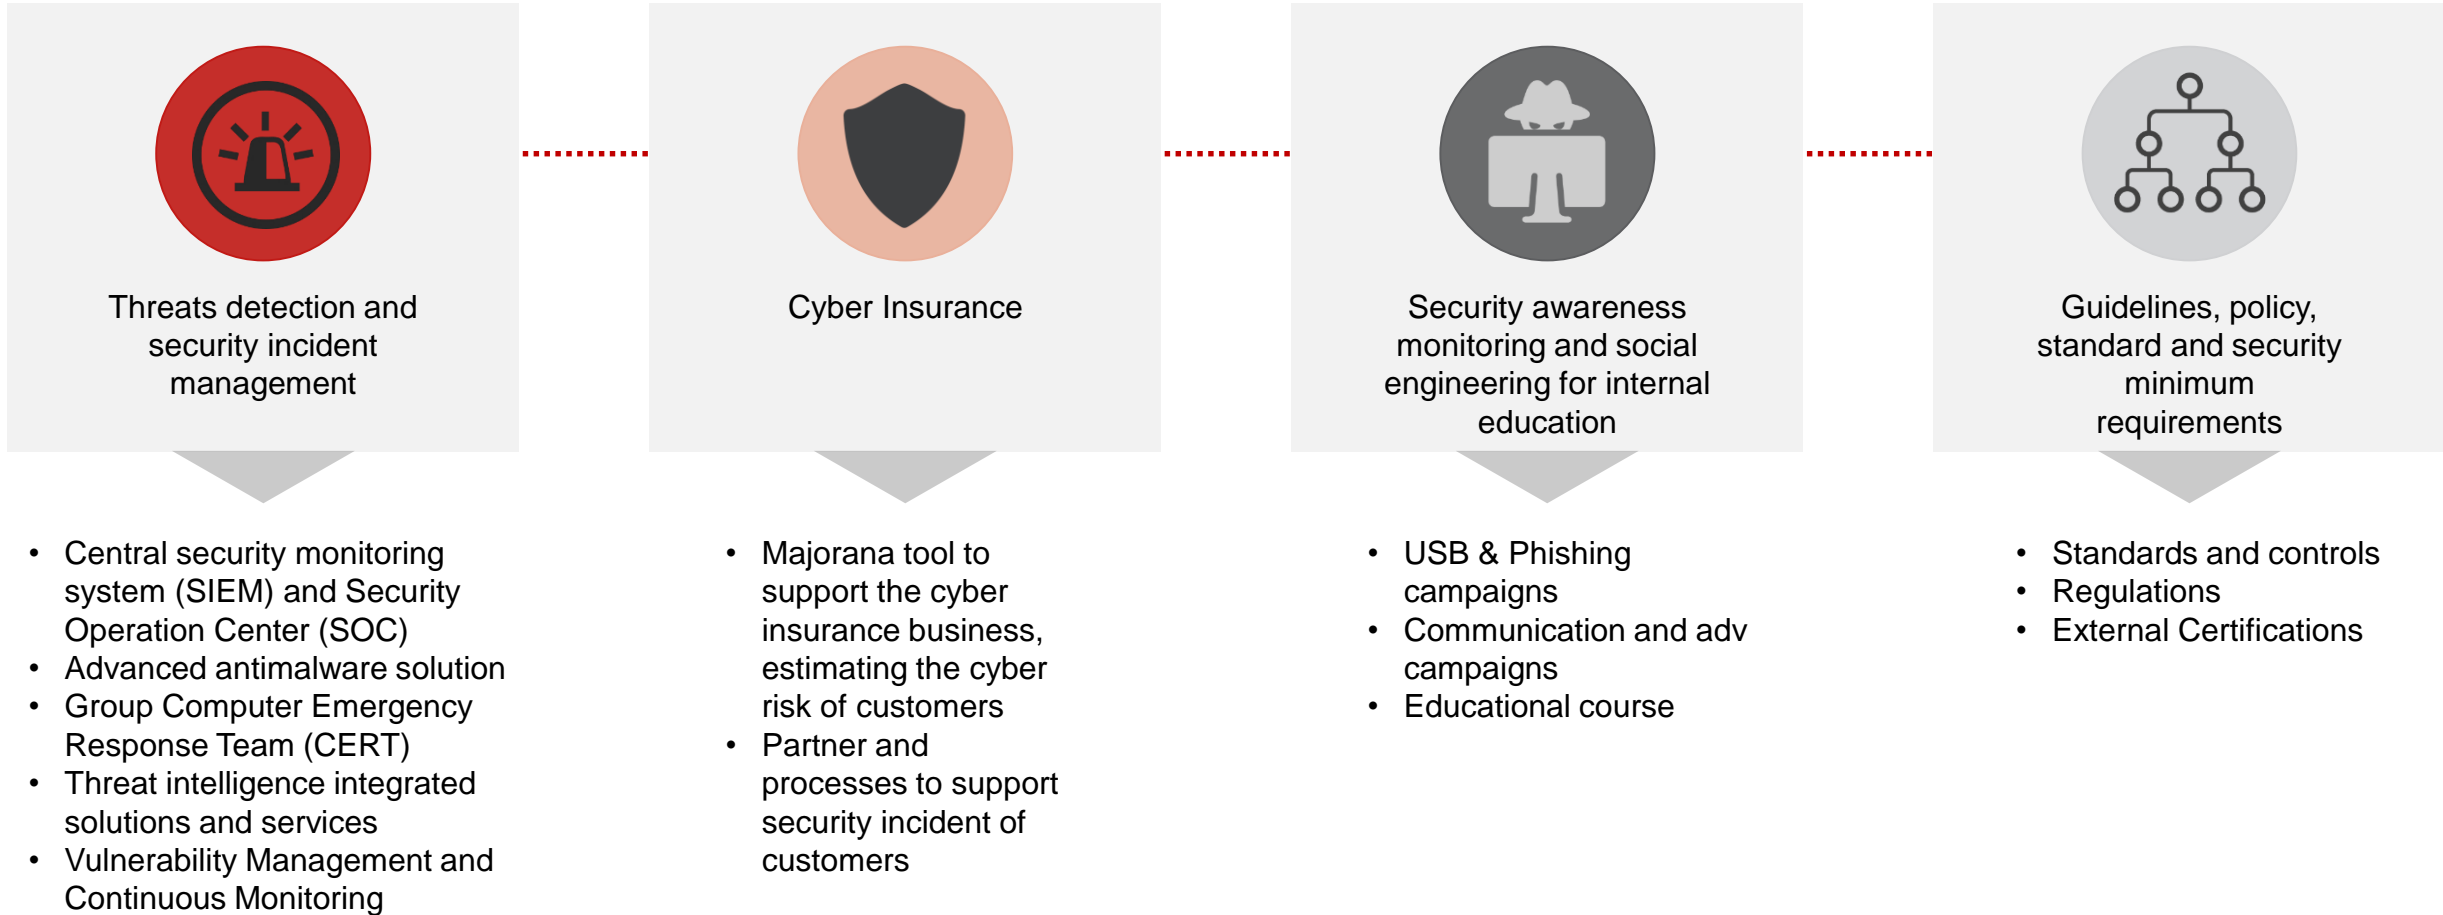 Threats detection and
security incident
management
Cyber Insurance
Security awareness
monitoring and social
engineering for internal
education
Guidelines, policy,
standard and security
minimum
requirements
• Central security monitoring
system (SIEM) and Security
Operation Center (SOC)
• Advanced antimalware solution
• Group Computer Emergency
Response Team (CERT)
• Threat intelligence integrated
solutions and services
• Vulnerability Management and
Continuous Monitoring
• Majorana tool to
support the cyber
insurance business,
estimating the cyber
risk of customers
• Partner and
processes to support
security incident of
customers
• USB & Phishing
campaigns
• Communication and adv
campaigns
• Educational course
• Standards and controls
• Regulations
• External Certifications